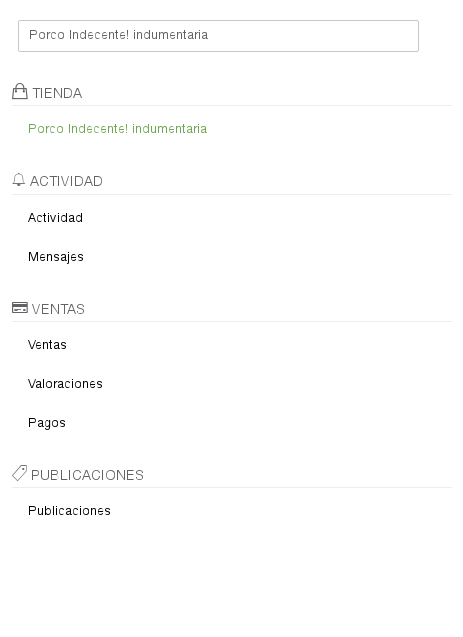 Porco Indecente! indumentaria
TIENDA
Porco Indecente! indumentaria
ACTIVIDAD
Actividad
Mensajes
VENTAS
Ventas
Valoraciones
Pagos
PUBLICACIONES
Publicaciones